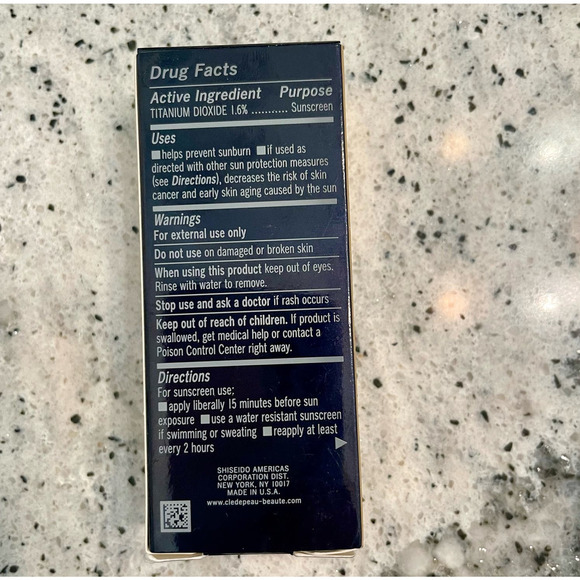 Drug Facts
Active Ingredient Purpose
TITANIUM DIOXIDE 1.6% ........... Sunscreen
Uses
■ helps prevent sunburn ■ if used as
directed with other sun protection measures
(see Directions), decreases the risk of skin
cancer and early skin aging caused by the sun
Warnings
For external use only
Do not use on damaged or broken skin
When using this product keep out of eyes.
Rinse with water to remove.
Stop use and ask a doctor if rash occurs
Keep out of reach of children. If product is
swallowed, get medical help or contact a
Poison Control Center right away.
Directions
For sunscreen use;
■ apply liberally 15 minutes before sun
exposure ■ use a water resistant sunscreen
if swimming or sweating ■ reapply at least
every 2 hours
SHISEIDO AMERICAS
CORPORATION DIST.
NEW YORK, NY 10017
MADE IN U.S.A.
www.cledepeau-beaute.com